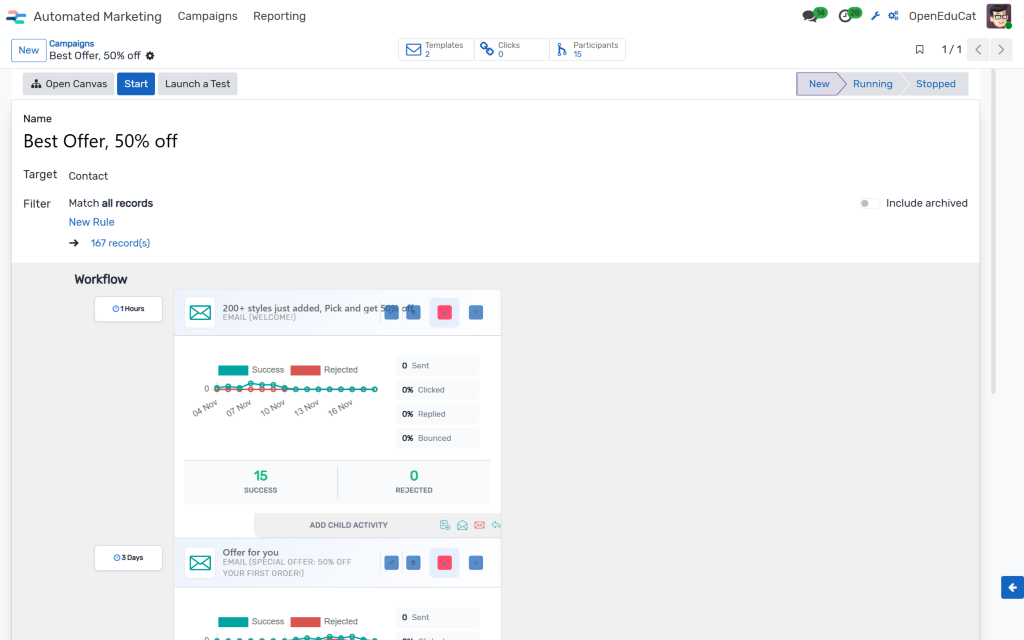 Automated Marketing Campaigns Reporting 14 28 OpenEduCat
New Campaigns Best Offer, 50% off
Templates 2 Clicks 0 Participants 15
1 / 1
Open Canvas Start Launch a Test New Running Stopped
Name
Best Offer, 50% off
Target Contact
Filter Match all records Include archived
New Rule
167 record(s)
Workflow
1 Hours
200+ styles just added, Pick and get 50% off
EMAIL (WELCOME!)
Success Rejected
0
04 Nov 07 Nov 10 Nov 13 Nov 16 Nov
0 Sent
0% Clicked
0% Replied
0% Bounced
15 0
SUCCESS REJECTED
ADD CHILD ACTIVITY
3 Days
Offer for you
EMAIL (SPECIAL OFFER: 50% OFF
YOUR FIRST ORDER!)
Success Rejected
0 Sent